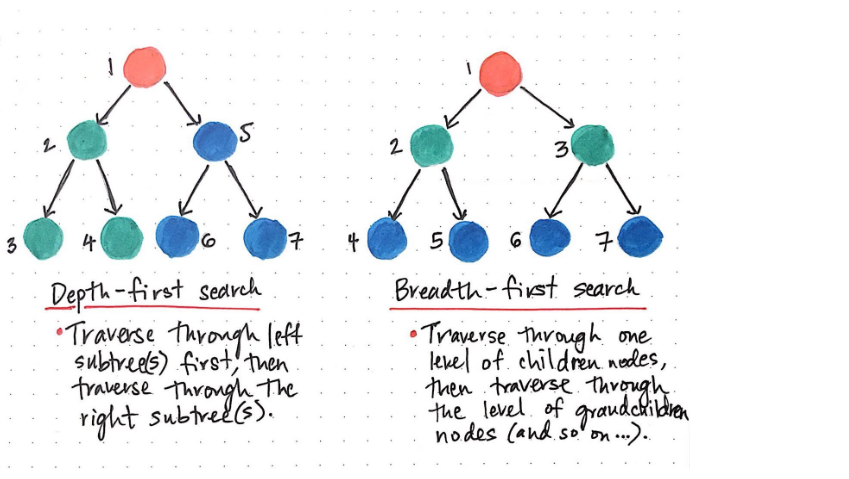 1
2
5
3
4
6
7
Depth-first search
• Traverse through left
subtree(s) first, then
traverse through the
right subtree(s).
1
2
3
4
5
6
7
Breadth-first search
• Traverse through one
level of children nodes,
then traverse through
the level of grandchildren
nodes (and so on...).